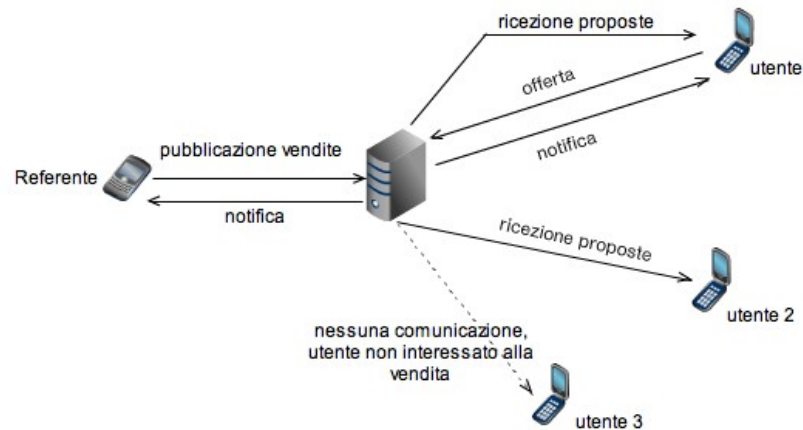 ricezione proposte
utente
offerta
notifica
pubblicazione vendite
Referente
notifica
ricezione proposte
utente 2
nessuna comunicazione,
utente non interessato alla
vendita
utente 3